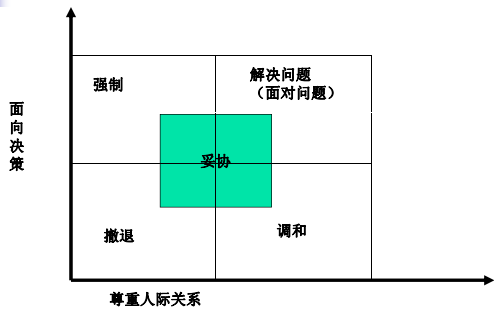 强制
解决问题
（面对问题）
面向决策
妥协
撤退
调和
尊重人际关系